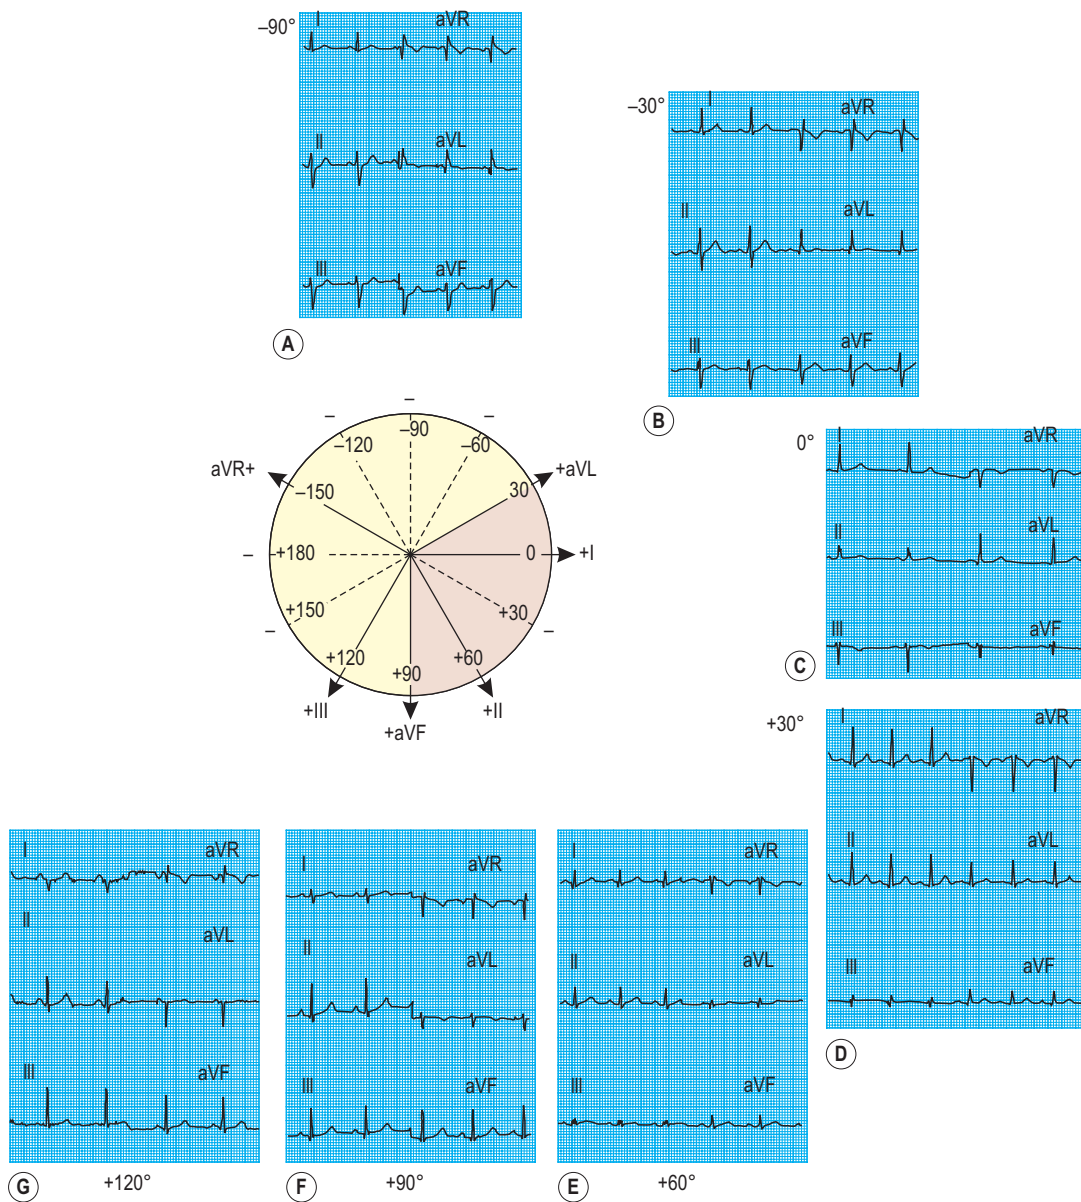 –90°
I aVR
II aVL
III aVF
A
–30°
I aVR
II aVL
III aVF
B
0°
I aVR
II aVL
III aVF
C
+30°
I aVR
II aVL
III aVF
D
– – –
–120 –90 –60
aVR+ –150 30 +aVL
– +180 0 +I
– +150 +30 –
+120 +90 +60
+III +aVF +II
I aVR
II
aVL
III aVF
G +120°
I aVR
II aVL
III aVF
F +90°
I aVR
II aVL
III aVF
E +60°